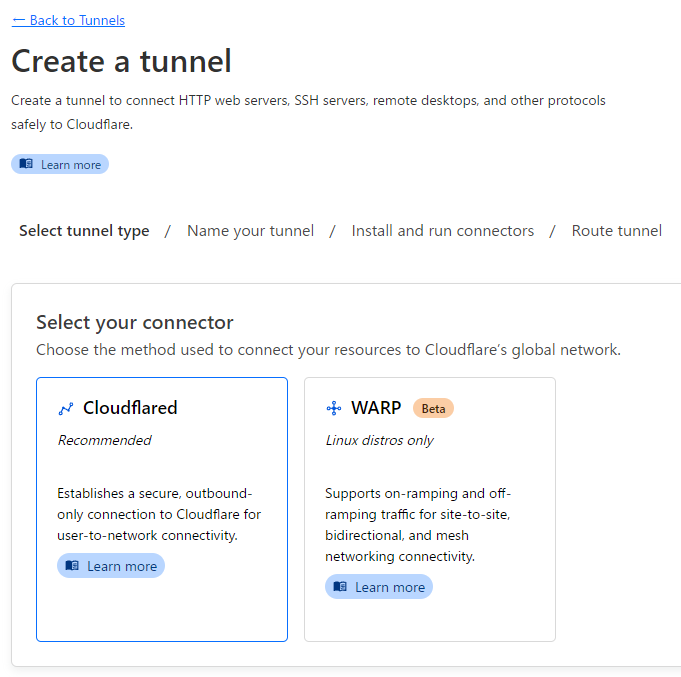 ← Back to Tunnels
Create a tunnel
Create a tunnel to connect HTTP web servers, SSH servers, remote desktops, and other protocols
safely to Cloudflare.
Learn more
Select tunnel type / Name your tunnel / Install and run connectors / Route tunnel
Select your connector
Choose the method used to connect your resources to Cloudflare’s global network.
Cloudflared
Recommended
Establishes a secure, outbound-
only connection to Cloudflare for
user-to-network connectivity.
Learn more
WARP Beta
Linux distros only
Supports on-ramping and off-
ramping traffic for site-to-site,
bidirectional, and mesh
networking connectivity.
Learn more